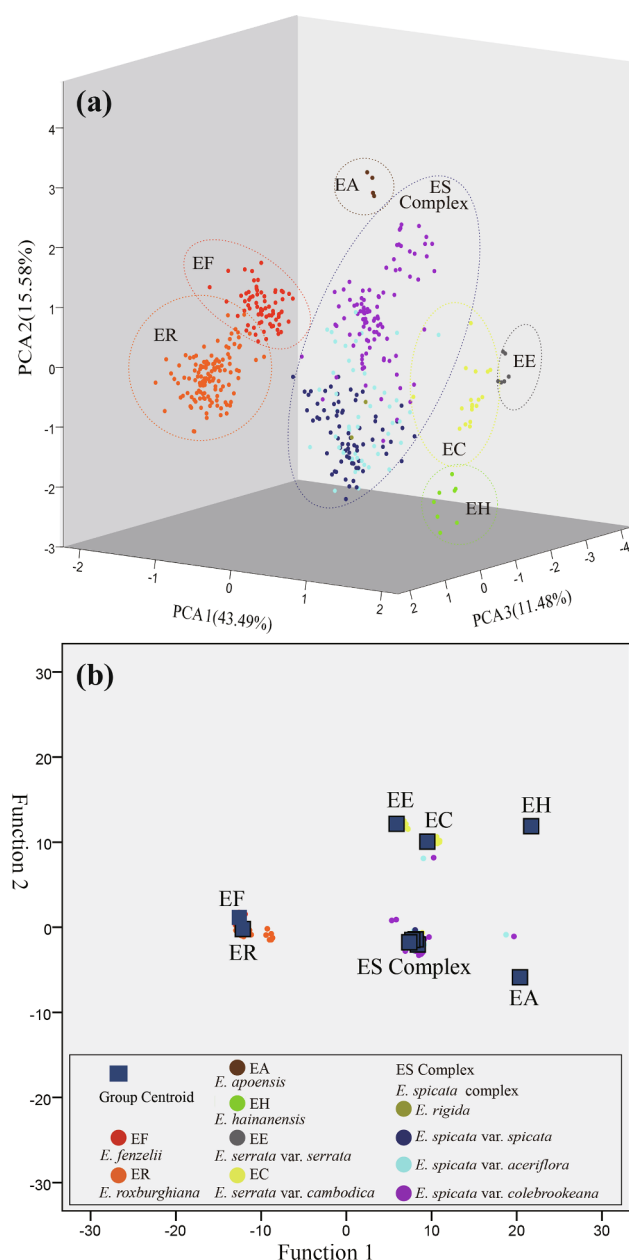 (a)
4
3
2
1
0
-1
-2
-3
PCA2(15.58%)
EA
ES
Complex
EF
ER
EE
EC
EH
-2
-1
0
1
2
PCA1(43.49%)
2
1
0
-1
-2
-3
-4
PCA3(11.48%)
(b)
30
20
10
0
-10
-20
-30
Function 2
EE
EC
EH
EF
ER
ES Complex
EA
Group Centroid
EF
E. fenzelii
ER
E. roxburghiana
EA
E. apoensis
EH
E. hainanensis
EE
E. serrata var. serrata
EC
E. serrata var. cambodica
ES Complex
E. spicata complex
E. rigida
E. spicata var. spicata
E. spicata var. aceriflora
E. spicata var. colebrookeana
-30
-20
-10
0
10
20
30
Function 1